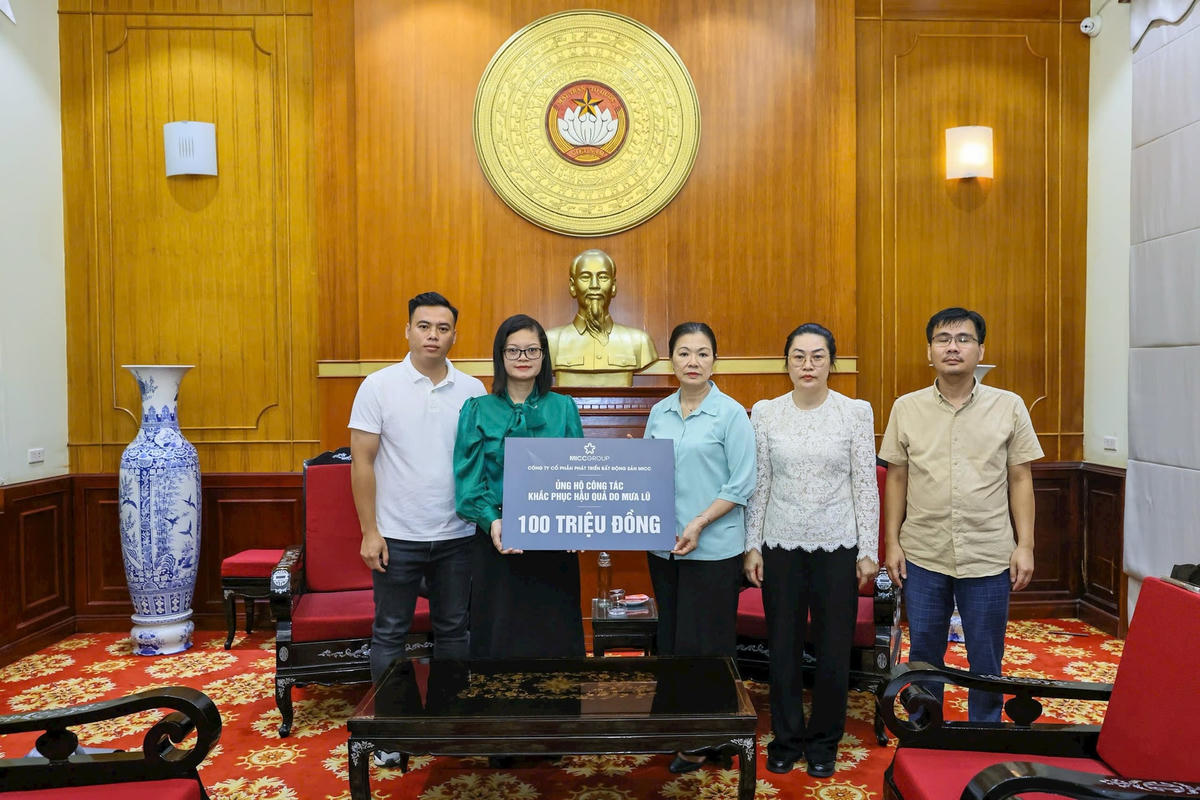 MICCGROUP
CÔNG TY CỔ PHẦN PHÁT TRIỂN BẤT ĐỘNG SẢN MICC
ỦNG HỘ CÔNG TÁC
KHẮC PHỤC HẬU QUẢ DO MƯA LŨ
100 TRIỆU ĐỒNG